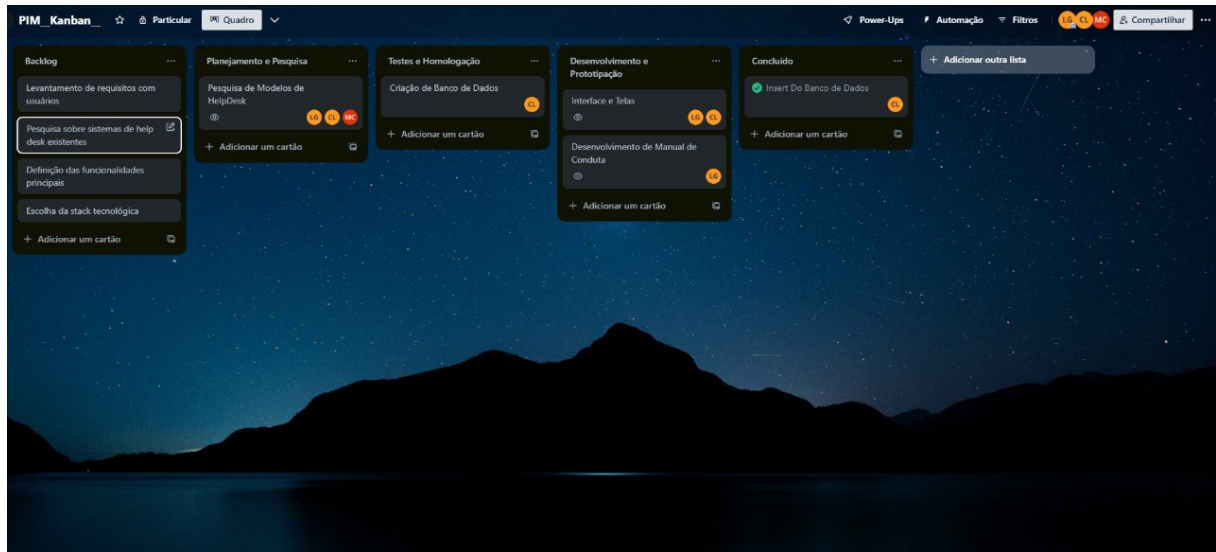 PIM__Kanban__
Particular
Quadro
Power-Ups
Automação
Filtros
LG
CL
MC
Compartilhar
Backlog
Levantamento de requisitos com
usuários
Pesquisa sobre sistemas de help
desk existentes
Definição das funcionalidades
principais
Escolha da stack tecnológica
+ Adicionar um cartão
Planejamento e Pesquisa
Pesquisa de Modelos de
HelpDesk
LG
CL
MC
+ Adicionar um cartão
Testes e Homologação
Criação de Banco de Dados
CL
+ Adicionar um cartão
Desenvolvimento e
Prototipação
Interface e Telas
LG
CL
Desenvolvimento de Manual de
Conduta
LG
+ Adicionar um cartão
Concluído
Insert Do Banco de Dados
CL
+ Adicionar um cartão
+ Adicionar outra lista